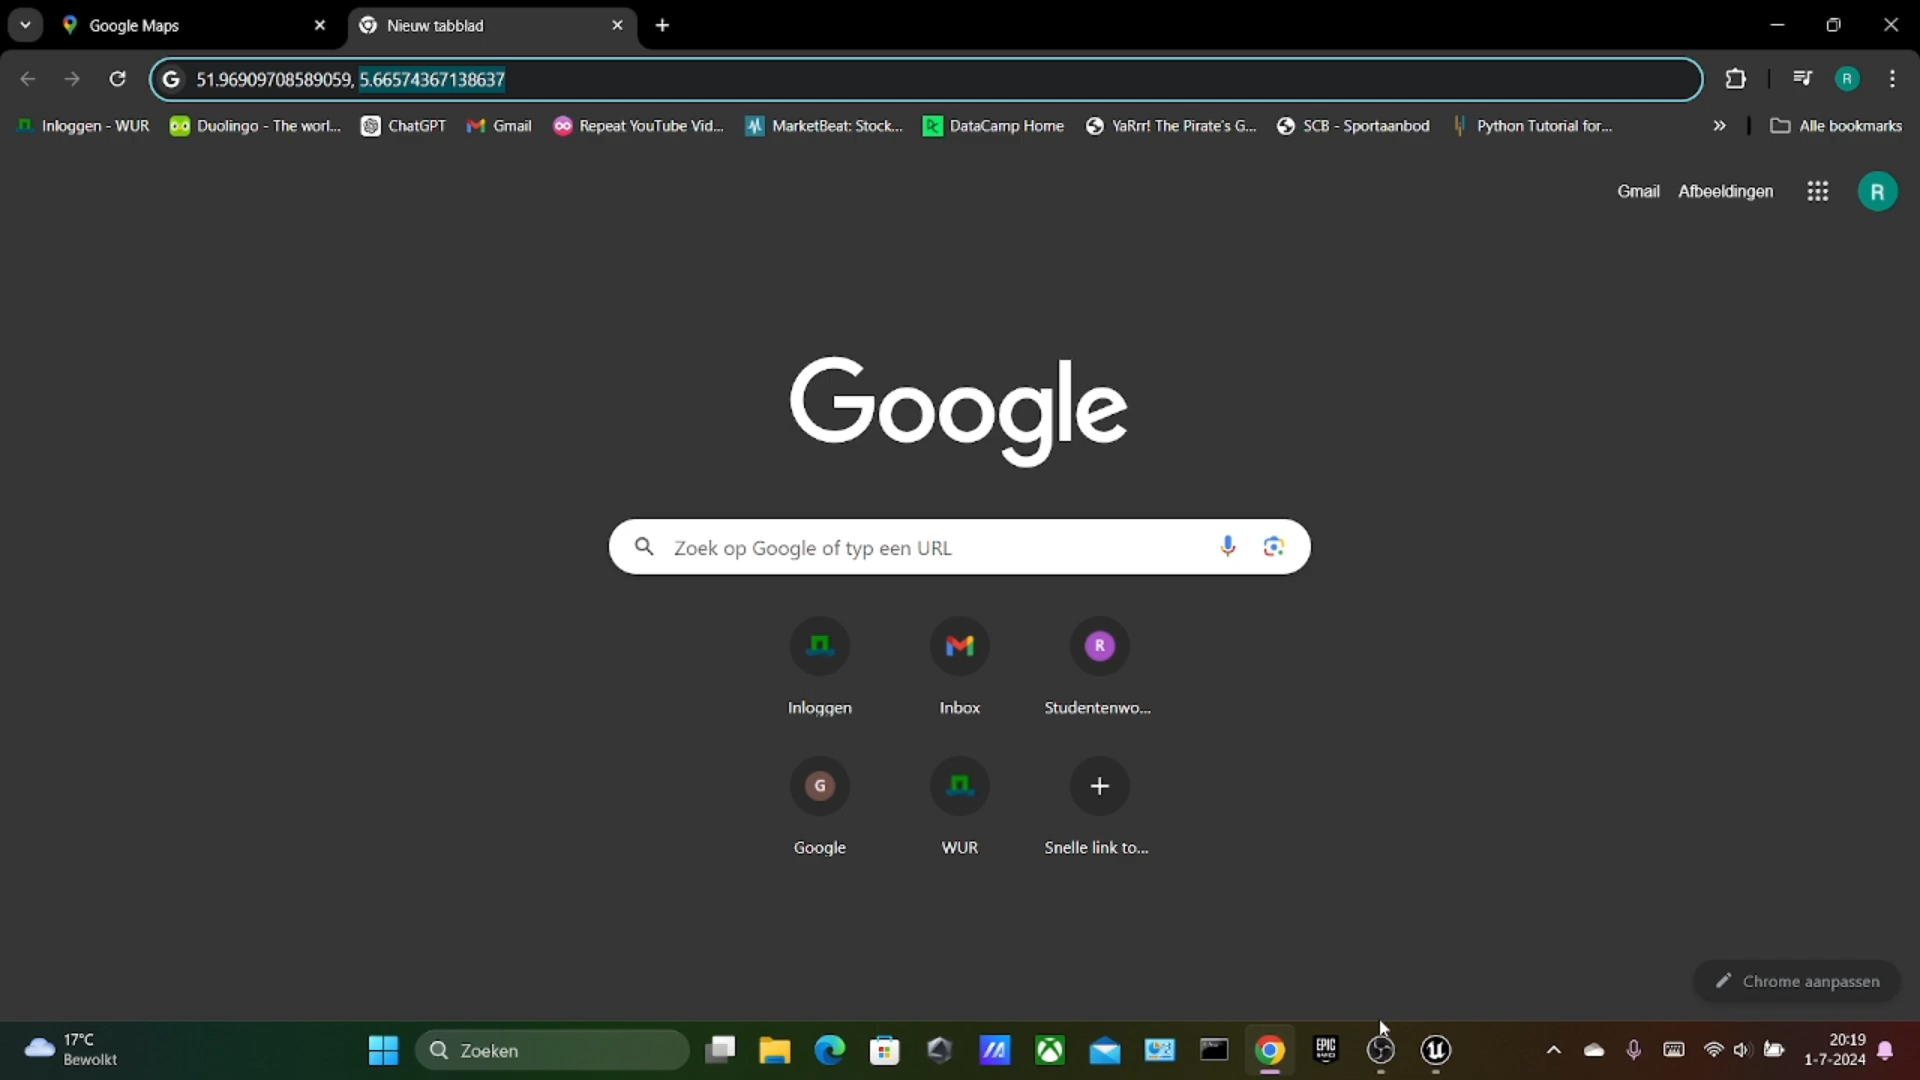 Google Maps
Nieuw tabblad
51.96909708589059, 5.66574367138637
R
Inloggen - WUR
Duolingo - The worl...
ChatGPT
Gmail
Repeat YouTube Vid...
MarketBeat: Stock...
DataCamp Home
YaRrr! The Pirate's G...
SCB - Sportaanbod
Python Tutorial for...
Alle bookmarks
Gmail
Afbeeldingen
R
Google
Zoek op Google of typ een URL
R
Inloggen
Inbox
Studentenwo...
G
Google
WUR
Snelle link to...
Chrome aanpassen
17°C
Bewolkt
Zoeken
EPIC
GAMES
20:19
1-7-2024